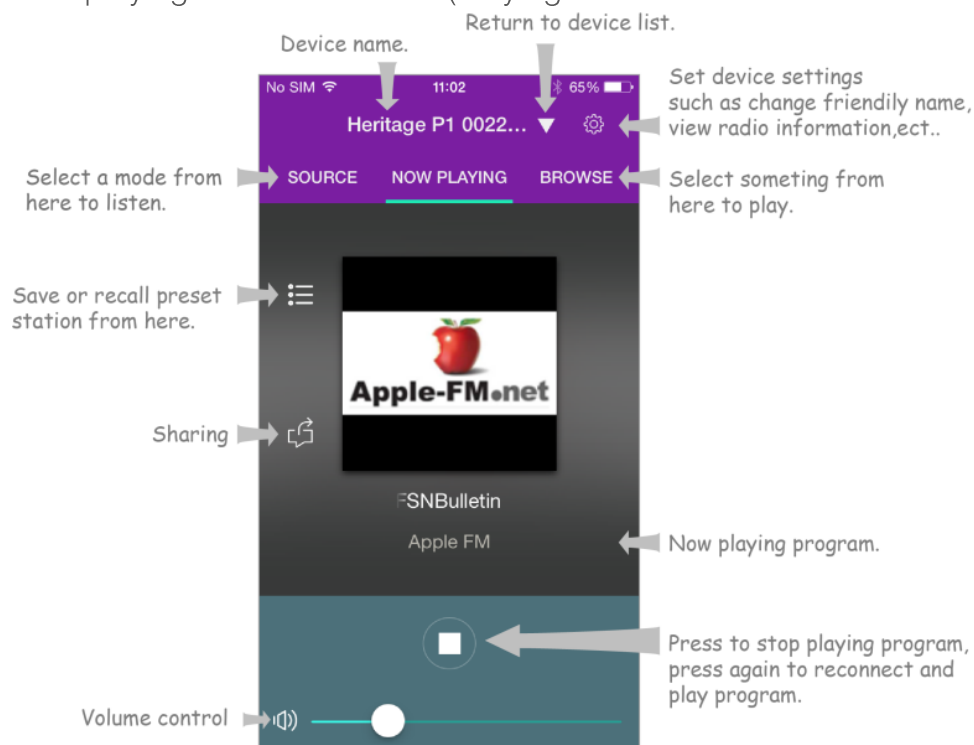 Return to device list.
Device name.
No SIM 11:02 65%
Heritage P1 0022...
Set device settings
such as change friendily name,
view radio information,ect..
SOURCE NOW PLAYING BROWSE
Select a mode from
here to listen.
Select someting from
here to play.
Save or recall preset
station from here.
Apple-FM.net
Sharing
FSNBulletin
Apple FM
Now playing program.
Press to stop playing program,
press again to reconnect and
play program.
Volume control